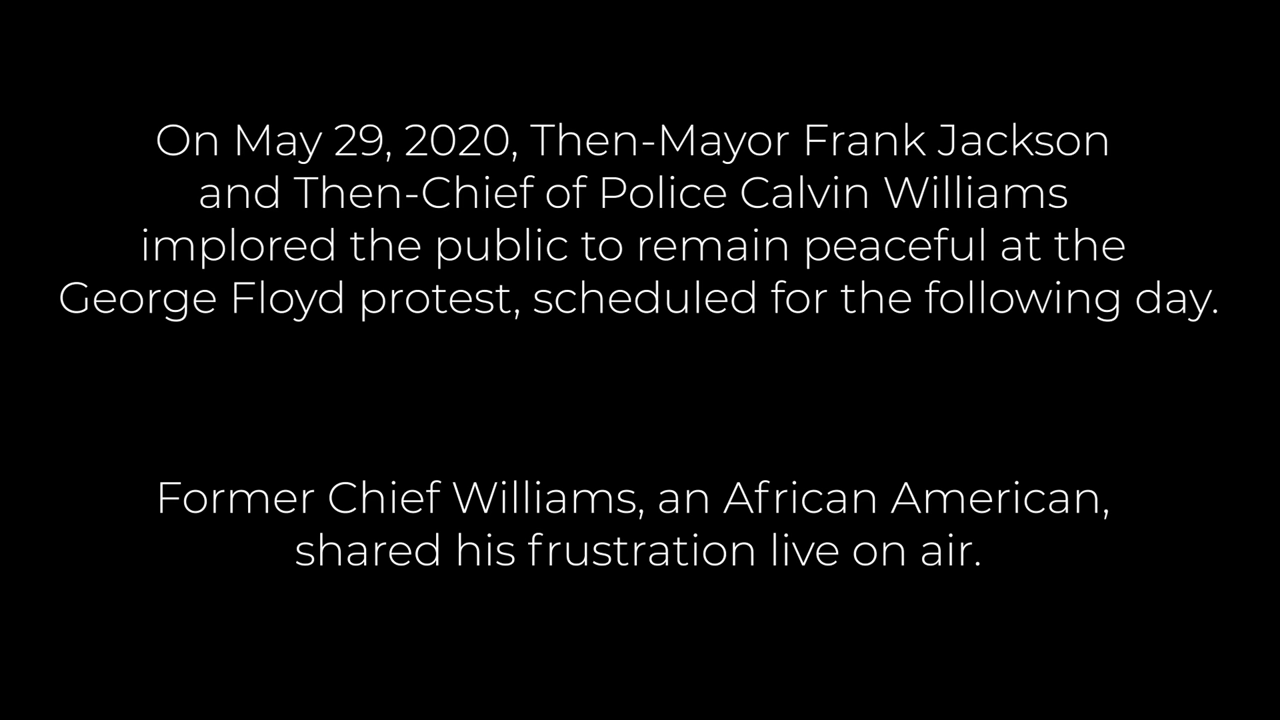 On May 29, 2020, Then-Mayor Frank Jackson
and Then-Chief of Police Calvin Williams
implored the public to remain peaceful at the
George Floyd protest, scheduled for the following day.
Former Chief Williams, an African American,
shared his frustration live on air.